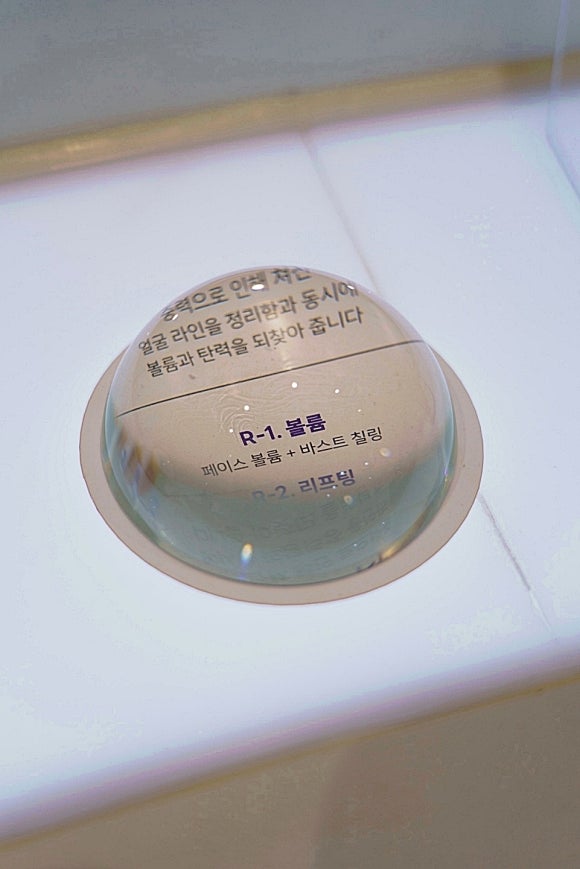 중력으로 인해 처진
얼굴 라인을 정리함과 동시에
볼륨과 탄력을 되찾아 줍니다
R-1. 볼륨
페이스 볼륨 + 바스트 칠링
R-2. 리프팅